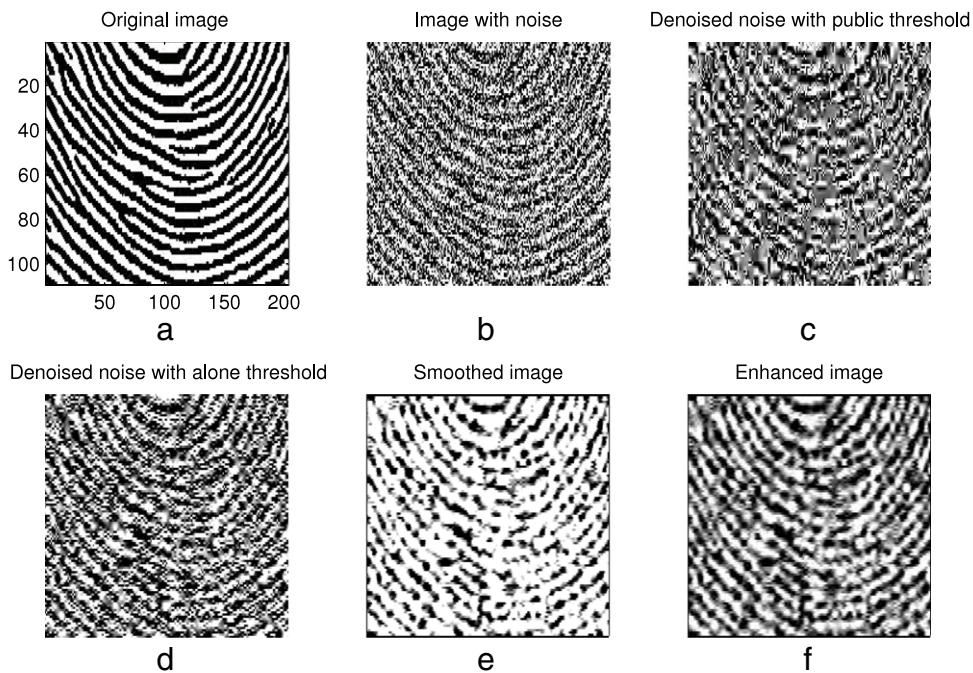 Original image
Image with noise
Denoised noise with public threshold
20
40
60
80
100
50 100 150 200
a
b
c
Denoised noise with alone threshold
Smoothed image
Enhanced image
d
e
f